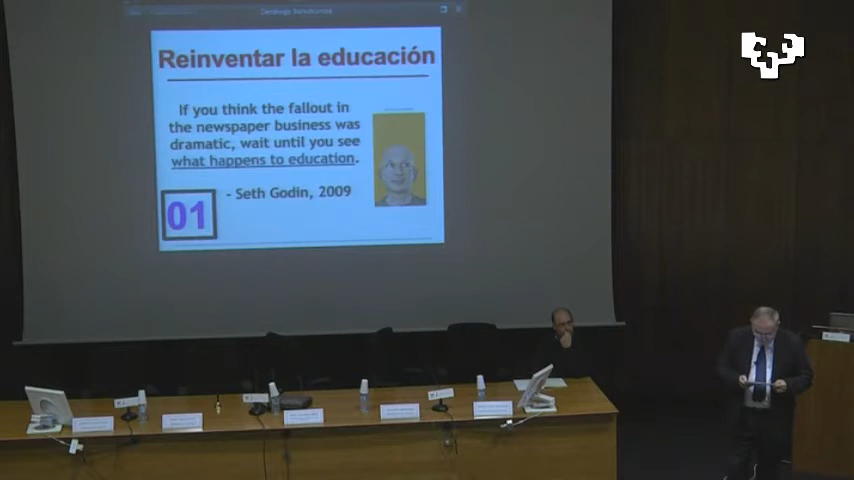 Reinventar la educación
If you think the fallout in
the newspaper business was
dramatic, wait until you see
what happens to education.
- Seth Godin, 2009
01